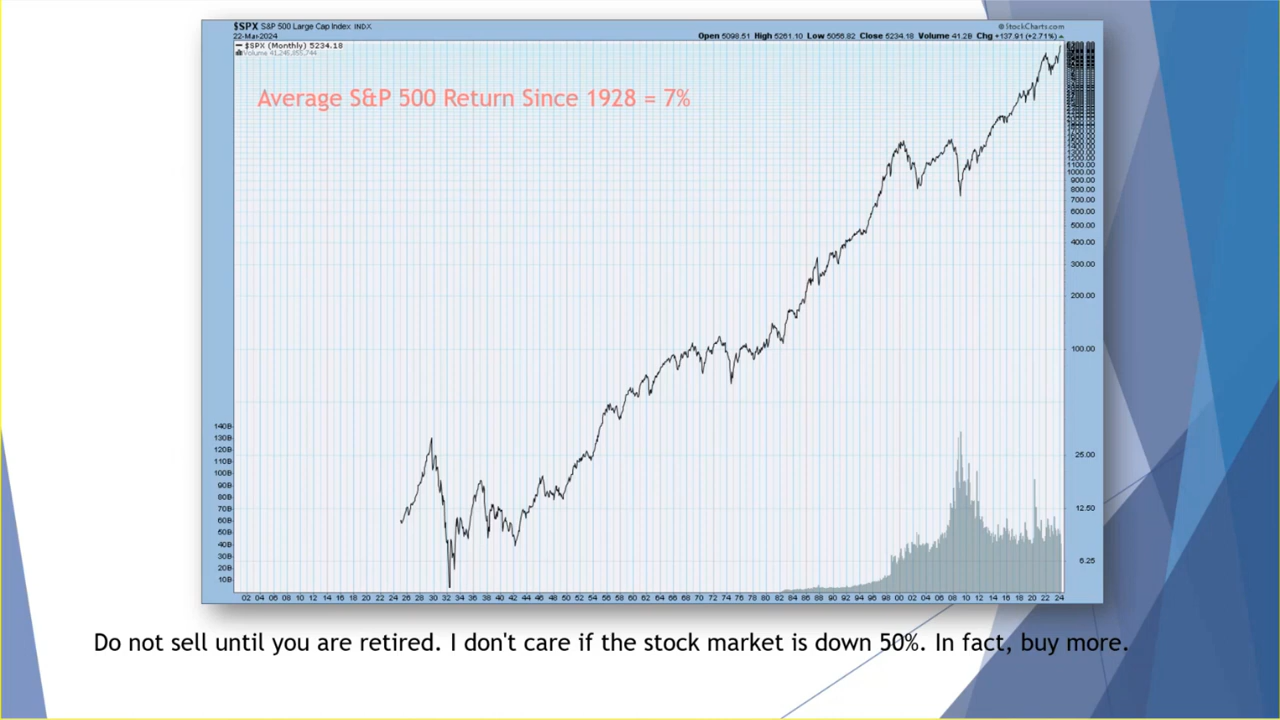 $SPX S&P 500 Large Cap Index INDX
© StockCharts.com
22-Mar-2024
Open 5098.51 High 5261.10 Low 5056.82 Close 5234.18 Volume 41.2B Chg +137.91 (+2.71%)
$SPX (Monthly) 5234.18
Average S&P 500 Return Since 1928 = 7%
1100.00
900.00
800.00
700.00
600.00
500.00
400.00
300.00
200.00
100.00
25.00
12.50
6.25
140B
130B
120B
110B
100B
90B
80B
70B
60B
50B
40B
30B
20B
10B
02 04 06 08 10 12 14 16 18 20 22 24 26 28 30 32 34 36 38 40 42 44 46 48 50 52 54 56 58 60 62 64 66 68 70 72 74 76 78 80 82 84 86 88 90 92 94 96 98 00 02 04 06 08 10 12 14 16 18 20 22 24
Do not sell until you are retired. I don't care if the stock market is down 50%. In fact, buy more.